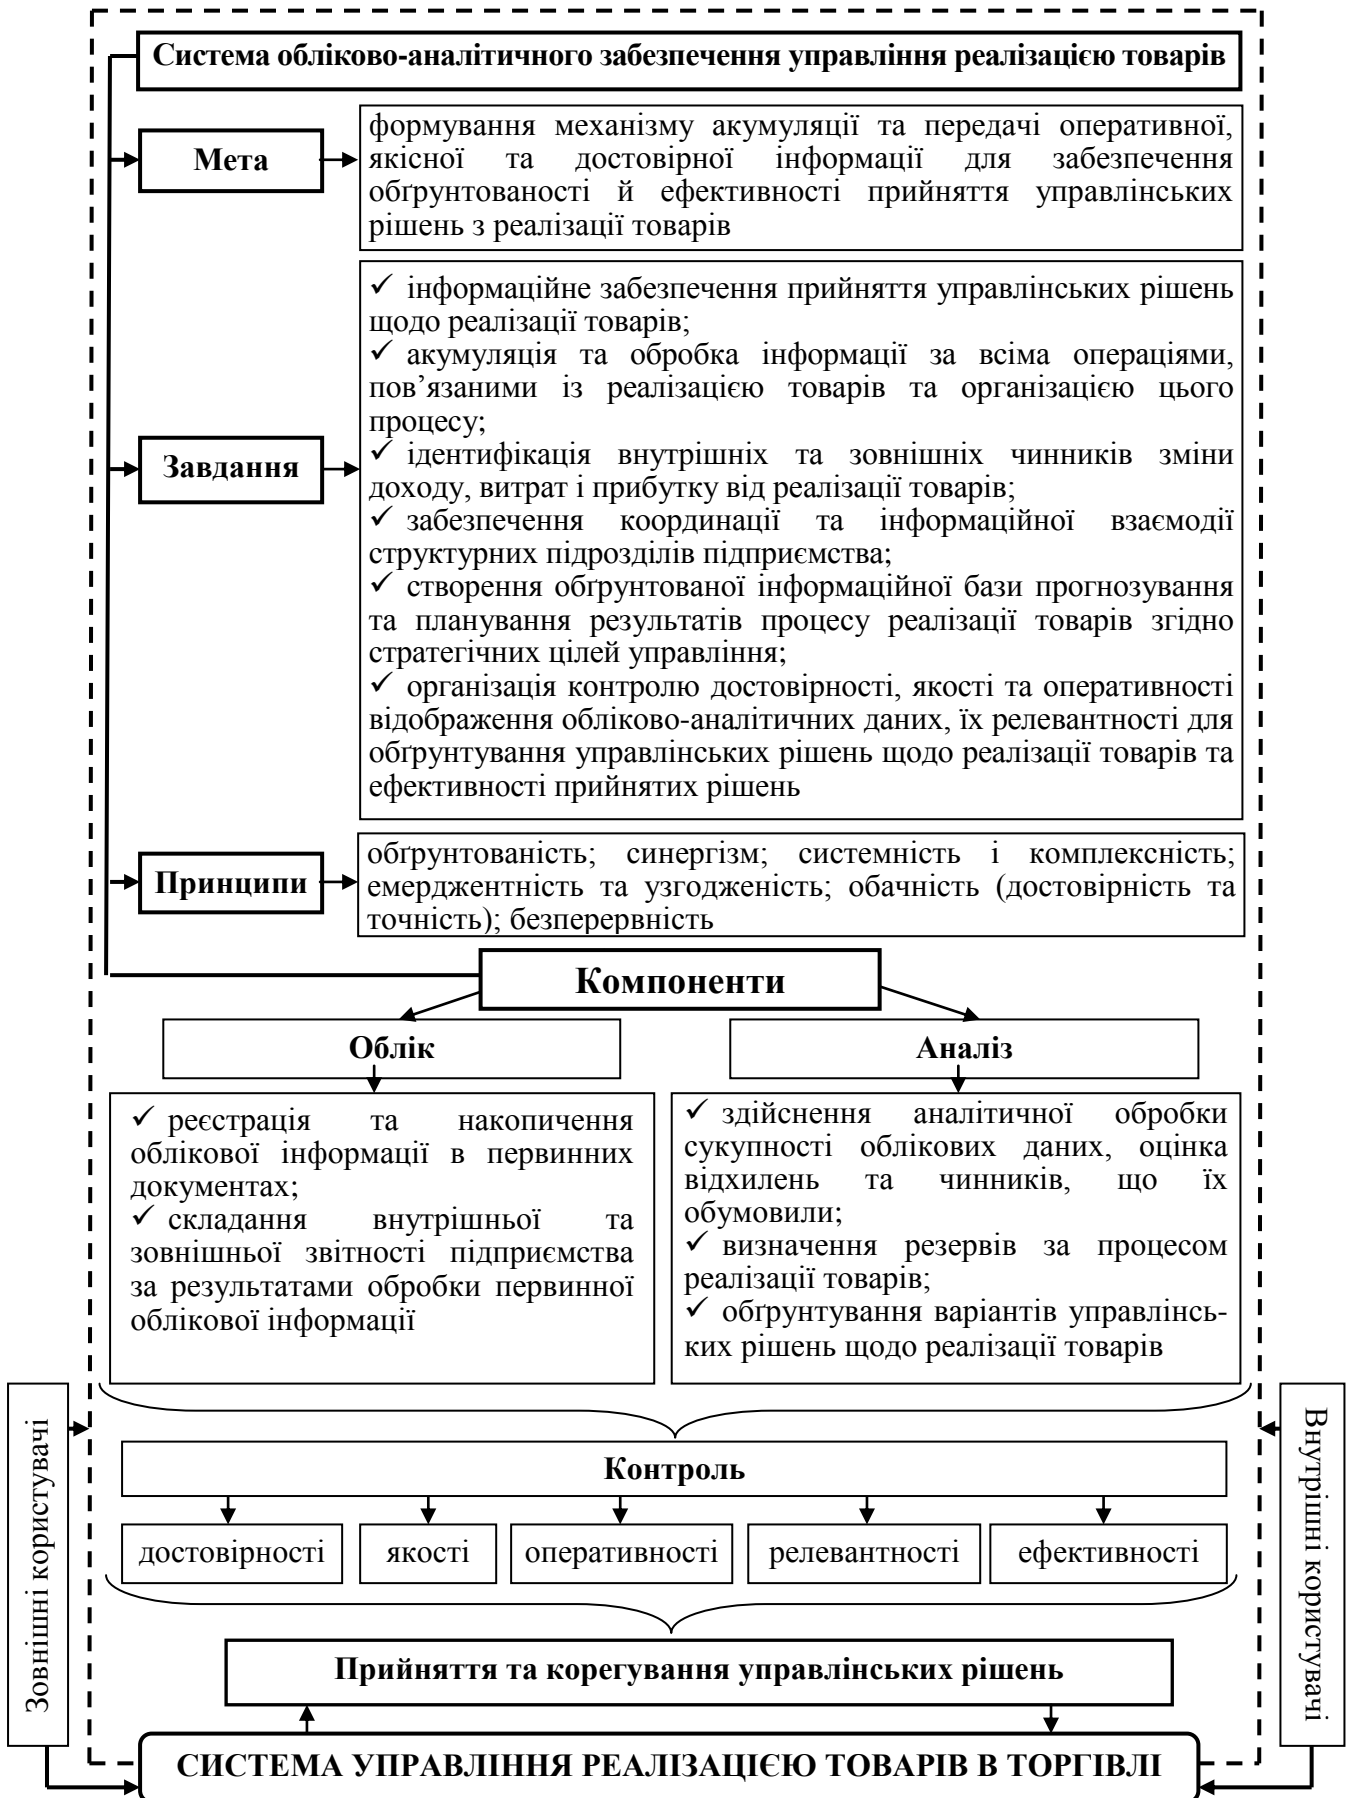 Система обліково-аналітичного забезпечення управління реалізацією товарів
Мета
формування механізму акумуляції та передачі оперативної,
якісної та достовірної інформації для забезпечення
обґрунтованості й ефективності прийняття управлінських
рішень з реалізації товарів
Завдання
✓ інформаційне забезпечення прийняття управлінських рішень
щодо реалізації товарів;
✓ акумуляція та обробка інформації за всіма операціями,
пов’язаними із реалізацією товарів та організацією цього
процесу;
✓ ідентифікація внутрішніх та зовнішніх чинників зміни
доходу, витрат і прибутку від реалізації товарів;
✓ забезпечення координації та інформаційної взаємодії
структурних підрозділів підприємства;
✓ створення обґрунтованої інформаційної бази прогнозування
та планування результатів процесу реалізації товарів згідно
стратегічних цілей управління;
✓ організація контролю достовірності, якості та оперативності
відображення обліково-аналітичних даних, їх релевантності для
обґрунтування управлінських рішень щодо реалізації товарів та
ефективності прийнятих рішень
Принципи
обґрунтованість; синергізм; системність і комплексність;
емерджентність та узгодженість; обачність (достовірність та
точність); безперервність
Компоненти
Облік
✓ реєстрація та накопичення
облікової інформації в первинних
документах;
✓ складання внутрішньої та
зовнішньої звітності підприємства
за результатами обробки первинної
облікової інформації
Аналіз
✓ здійснення аналітичної обробки
сукупності облікових даних, оцінка
відхилень та чинників, що їх
обумовили;
✓ визначення резервів за процесом
реалізації товарів;
✓ обґрунтування варіантів управлінсь-
ких рішень щодо реалізації товарів
Зовнішні користувачі
Внутрішні користувачі
Контроль
достовірності
якості
оперативності
релевантності
ефективності
Прийняття та корегування управлінських рішень
СИСТЕМА УПРАВЛІННЯ РЕАЛІЗАЦІЄЮ ТОВАРІВ В ТОРГІВЛІ